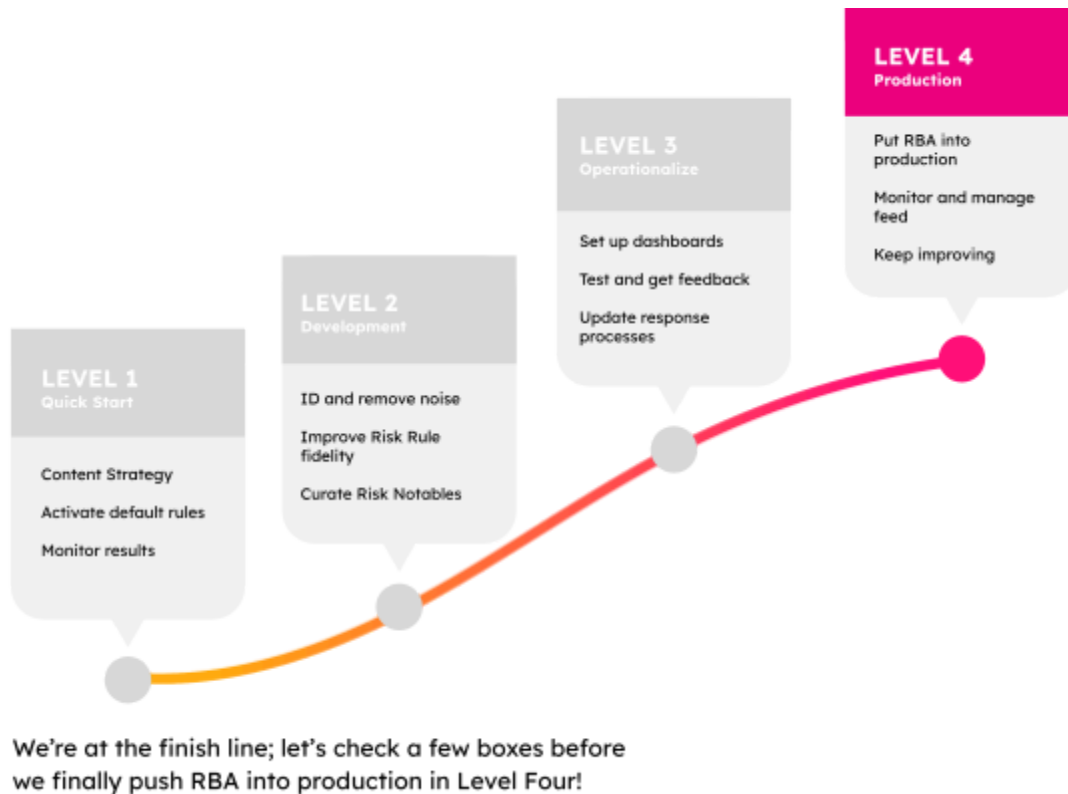 LEVEL 1
Quick Start
Content Strategy
Activate default rules
Monitor results
LEVEL 2
Development
ID and remove noise
Improve Risk Rule
fidelity
Curate Risk Notables
LEVEL 3
Operationalize
Set up dashboards
Test and get feedback
Update response
processes
LEVEL 4
Production
Put RBA into
production
Monitor and manage
feed
Keep improving
We’re at the finish line; let’s check a few boxes before
we finally push RBA into production in Level Four!